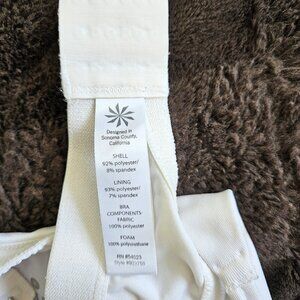 Designed in
Sonoma County,
California
SHELL
92% polyester/
8% spandex
LINING
93% polyester/
7% spandex
BRA
COMPONENTS
FABRIC
100% polyester
FOAM
100% polyurethane
RN #54023